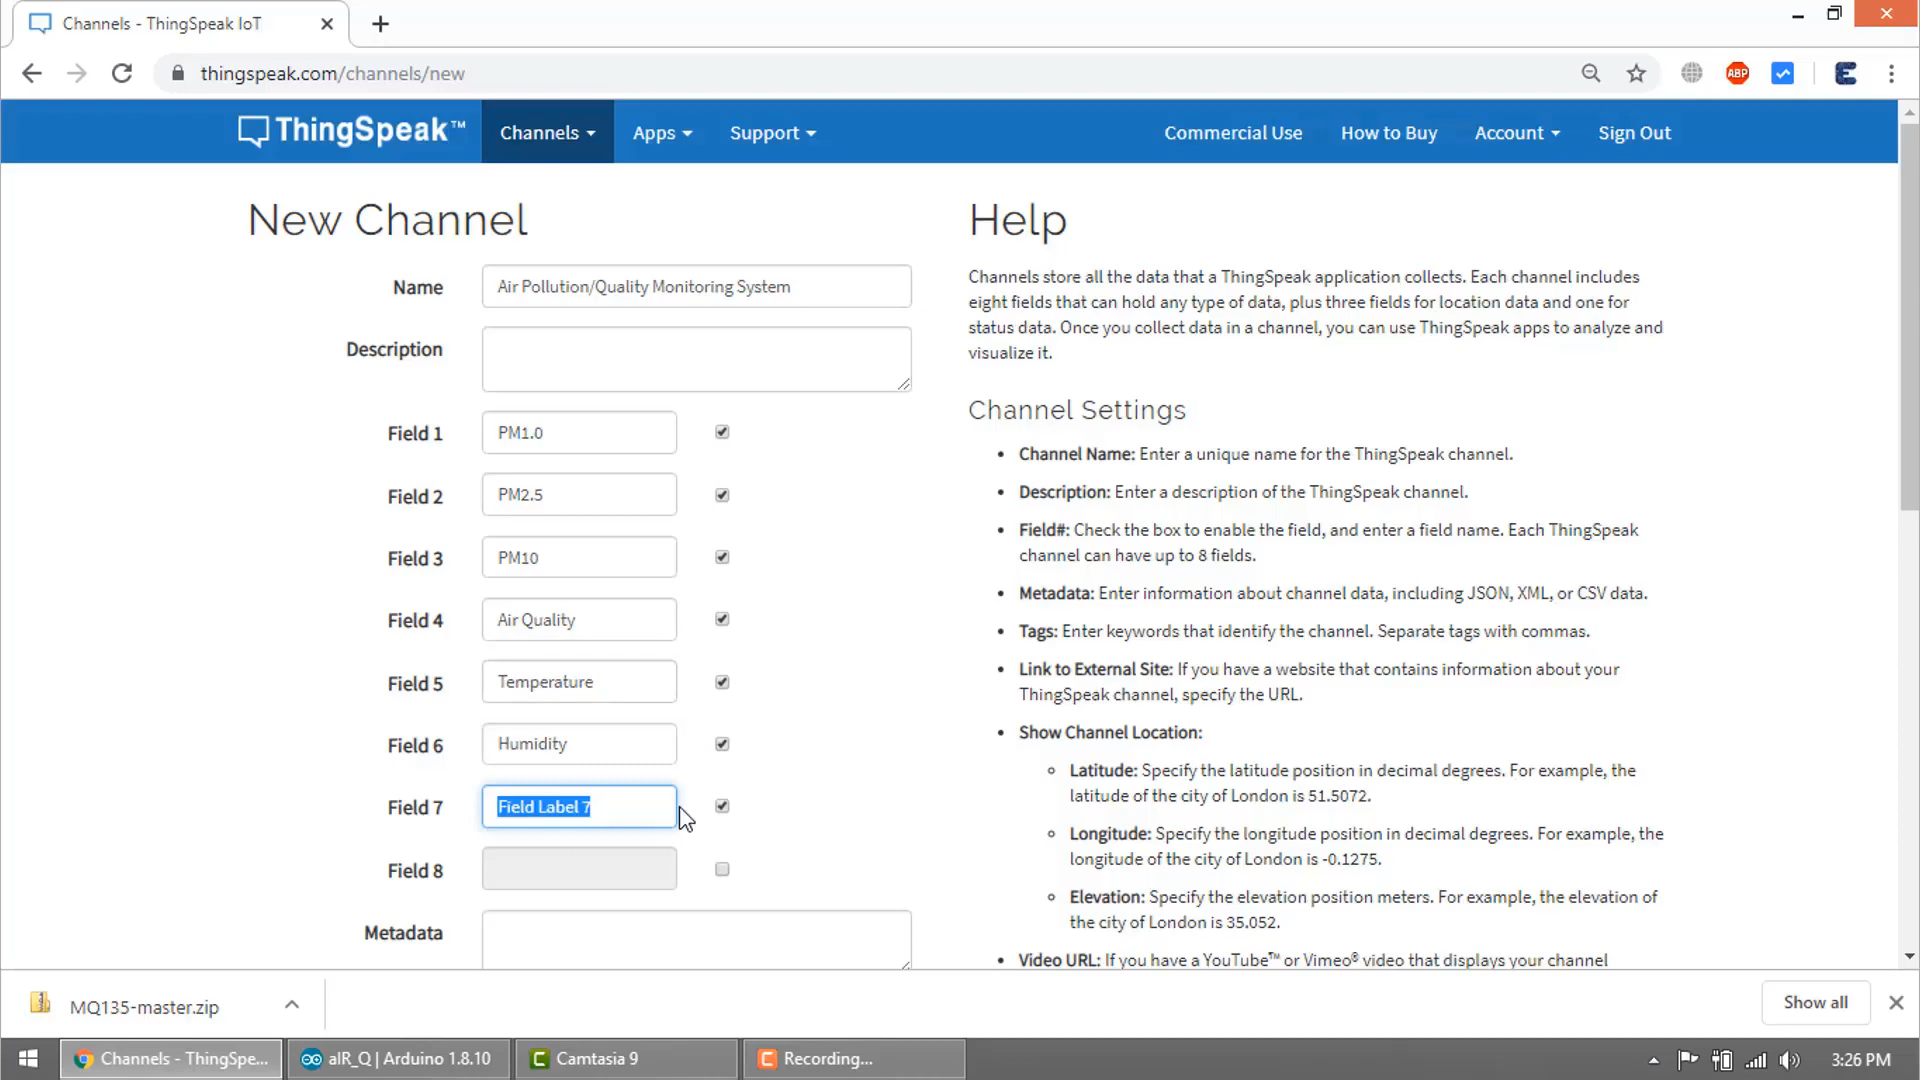 Channels - ThingSpeak IoT
thingspeak.com/channels/new
ABP
E
ThingSpeak™
Channels
Apps
Support
Commercial Use
How to Buy
Account
Sign Out
New Channel
Name
Air Pollution/Quality Monitoring System
Description
Field 1
PM1.0
Field 2
PM2.5
Field 3
PM10
Field 4
Air Quality
Field 5
Temperature
Field 6
Humidity
Field 7
Field Label 7
Field 8
Metadata
Help
Channels store all the data that a ThingSpeak application collects. Each channel includes
eight fields that can hold any type of data, plus three fields for location data and one for
status data. Once you collect data in a channel, you can use ThingSpeak apps to analyze and
visualize it.
Channel Settings
• Channel Name: Enter a unique name for the ThingSpeak channel.
• Description: Enter a description of the ThingSpeak channel.
• Field#: Check the box to enable the field, and enter a field name. Each ThingSpeak
channel can have up to 8 fields.
• Metadata: Enter information about channel data, including JSON, XML, or CSV data.
• Tags: Enter keywords that identify the channel. Separate tags with commas.
• Link to External Site: If you have a website that contains information about your
ThingSpeak channel, specify the URL.
• Show Channel Location:
Latitude: Specify the latitude position in decimal degrees. For example, the
latitude of the city of London is 51.5072.
Longitude: Specify the longitude position in decimal degrees. For example, the
longitude of the city of London is -0.1275.
Elevation: Specify the elevation position meters. For example, the elevation of
the city of London is 35.052.
• Video URL: If you have a YouTube™ or Vimeo® video that displays your channel
MQ135-master.zip
Show all
Channels - ThingSpe...
aIR_Q | Arduino 1.8.10
C
Camtasia 9
C
Recording...
3:26 PM